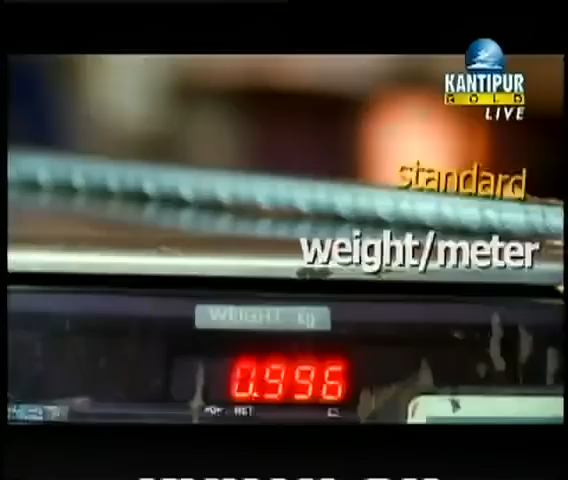 KANTIPUR
GOLD
LIVE
standard
weight/meter
WEIGHT kg
0.996